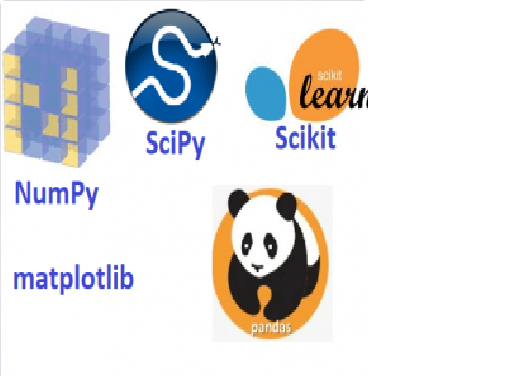 scikit
learn
SciPy
Scikit
NumPy
matplotlib
pandas